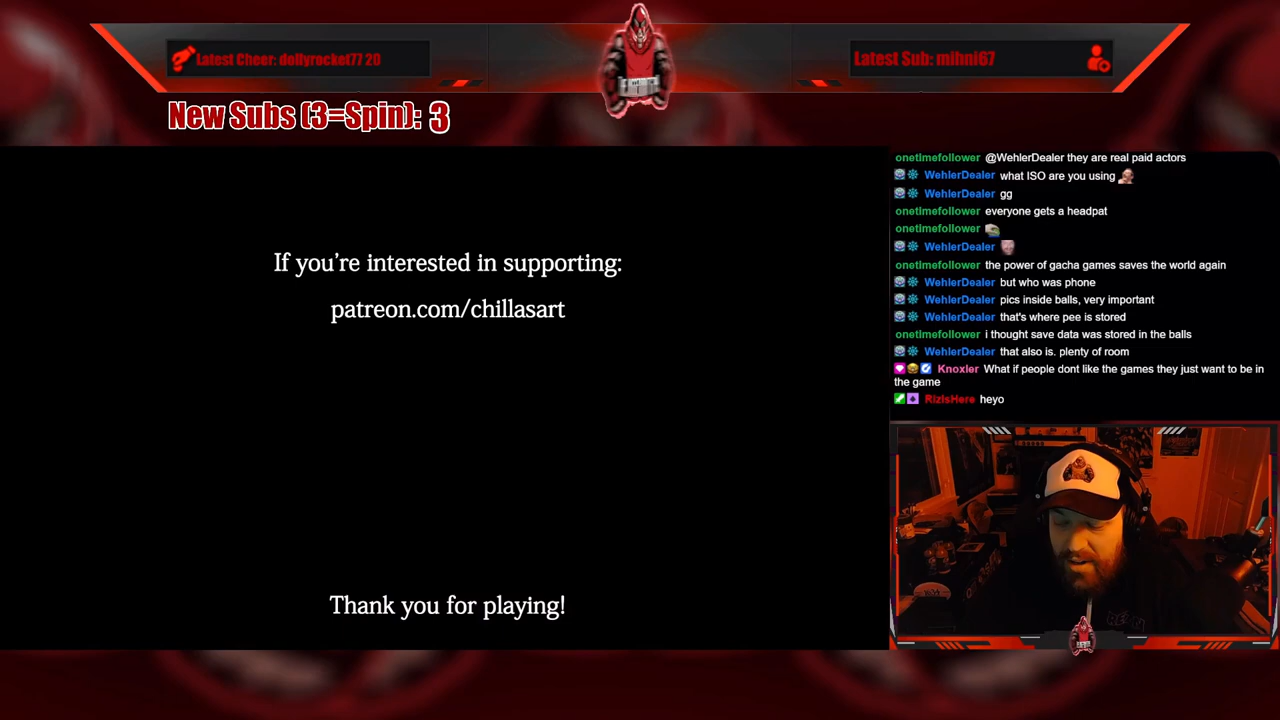 Latest Cheer: dollyrocket77 20
Latest Sub: mihni67
New Subs (3=Spin): 3
If you're interested in supporting:
patreon.com/chillasart
Thank you for playing!
onetimefollower @WehlerDealer they are real paid actors
WehlerDealer what ISO are you using
WehlerDealer gg
onetimefollower everyone gets a headpat
onetimefollower
WehlerDealer
onetimefollower the power of gacha games saves the world again
WehlerDealer but who was phone
WehlerDealer pics inside balls, very important
WehlerDealer that's where pee is stored
onetimefollower i thought save data was stored in the balls
WehlerDealer that also is. plenty of room
Knoxler What if people dont like the games they just want to be in
the game
RizIsHere heyo